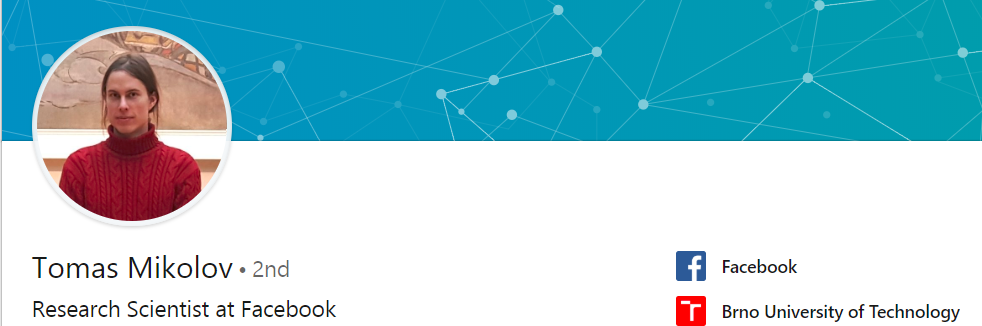 Tomas Mikolov • 2nd
Research Scientist at Facebook
Facebook
Brno University of Technology